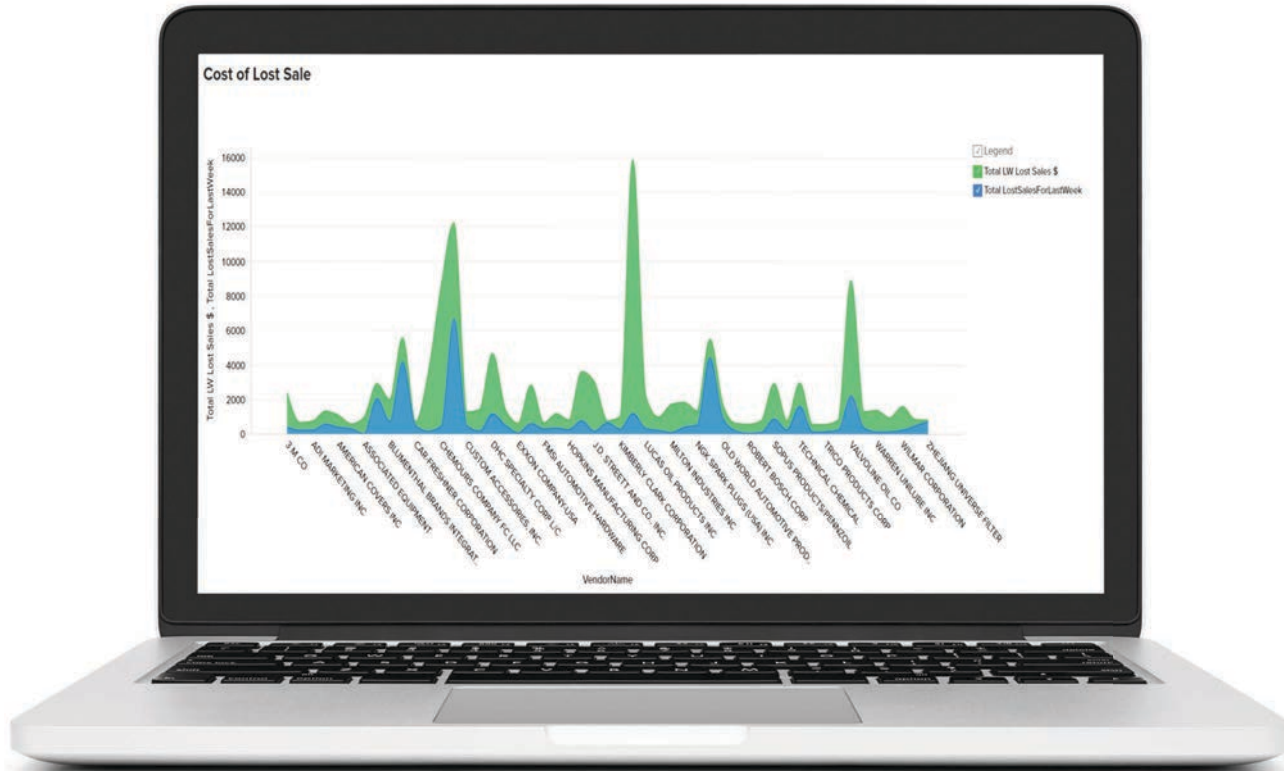 Cost of Lost Sale
Total LW Lost Sales $ , Total LostSalesForLastWeek
16000
14000
12000
10000
8000
6000
4000
2000
0
Legend
Total LW Lost Sales $
Total LostSalesForLastWeek
3 M CO
ADI MARKETING INC.
AMERICAN COVERS INC
ASSOCIATED EQUIPMENT
BLUMENTHAL BRANDS INTEGRAT..
CAR FRESHNER CORPORATION
CHEMOURS COMPANY FC LLC
CUSTOM ACCESSORIES, INC.
DHC SPECIALTY CORP L/C
EXXON COMPANY-USA
FMSI AUTOMOTIVE HARDWARE
HOPKINS MANUFACTURING CORP
J.D. STREETT AND CO., INC.
KIMBERLY CLARK CORPORATION
LUCAS OIL PRODUCTS INC
MILTON INDUSTRIES INC
NGK SPARK PLUGS (USA) INC.
OLD WORLD AUTOMOTIVE PROD..
ROBERT BOSCH CORP.
SOPUS PRODUCTS/PENNZOIL
TECHNICAL CHEMICAL
TRICO PRODUCTS CORP
VALVOLINE OIL CO.
WARREN UNILUBE INC
WILMAR CORPORATION
ZHEJIANG UNIVERSE FILTER
VendorName
control
option
option